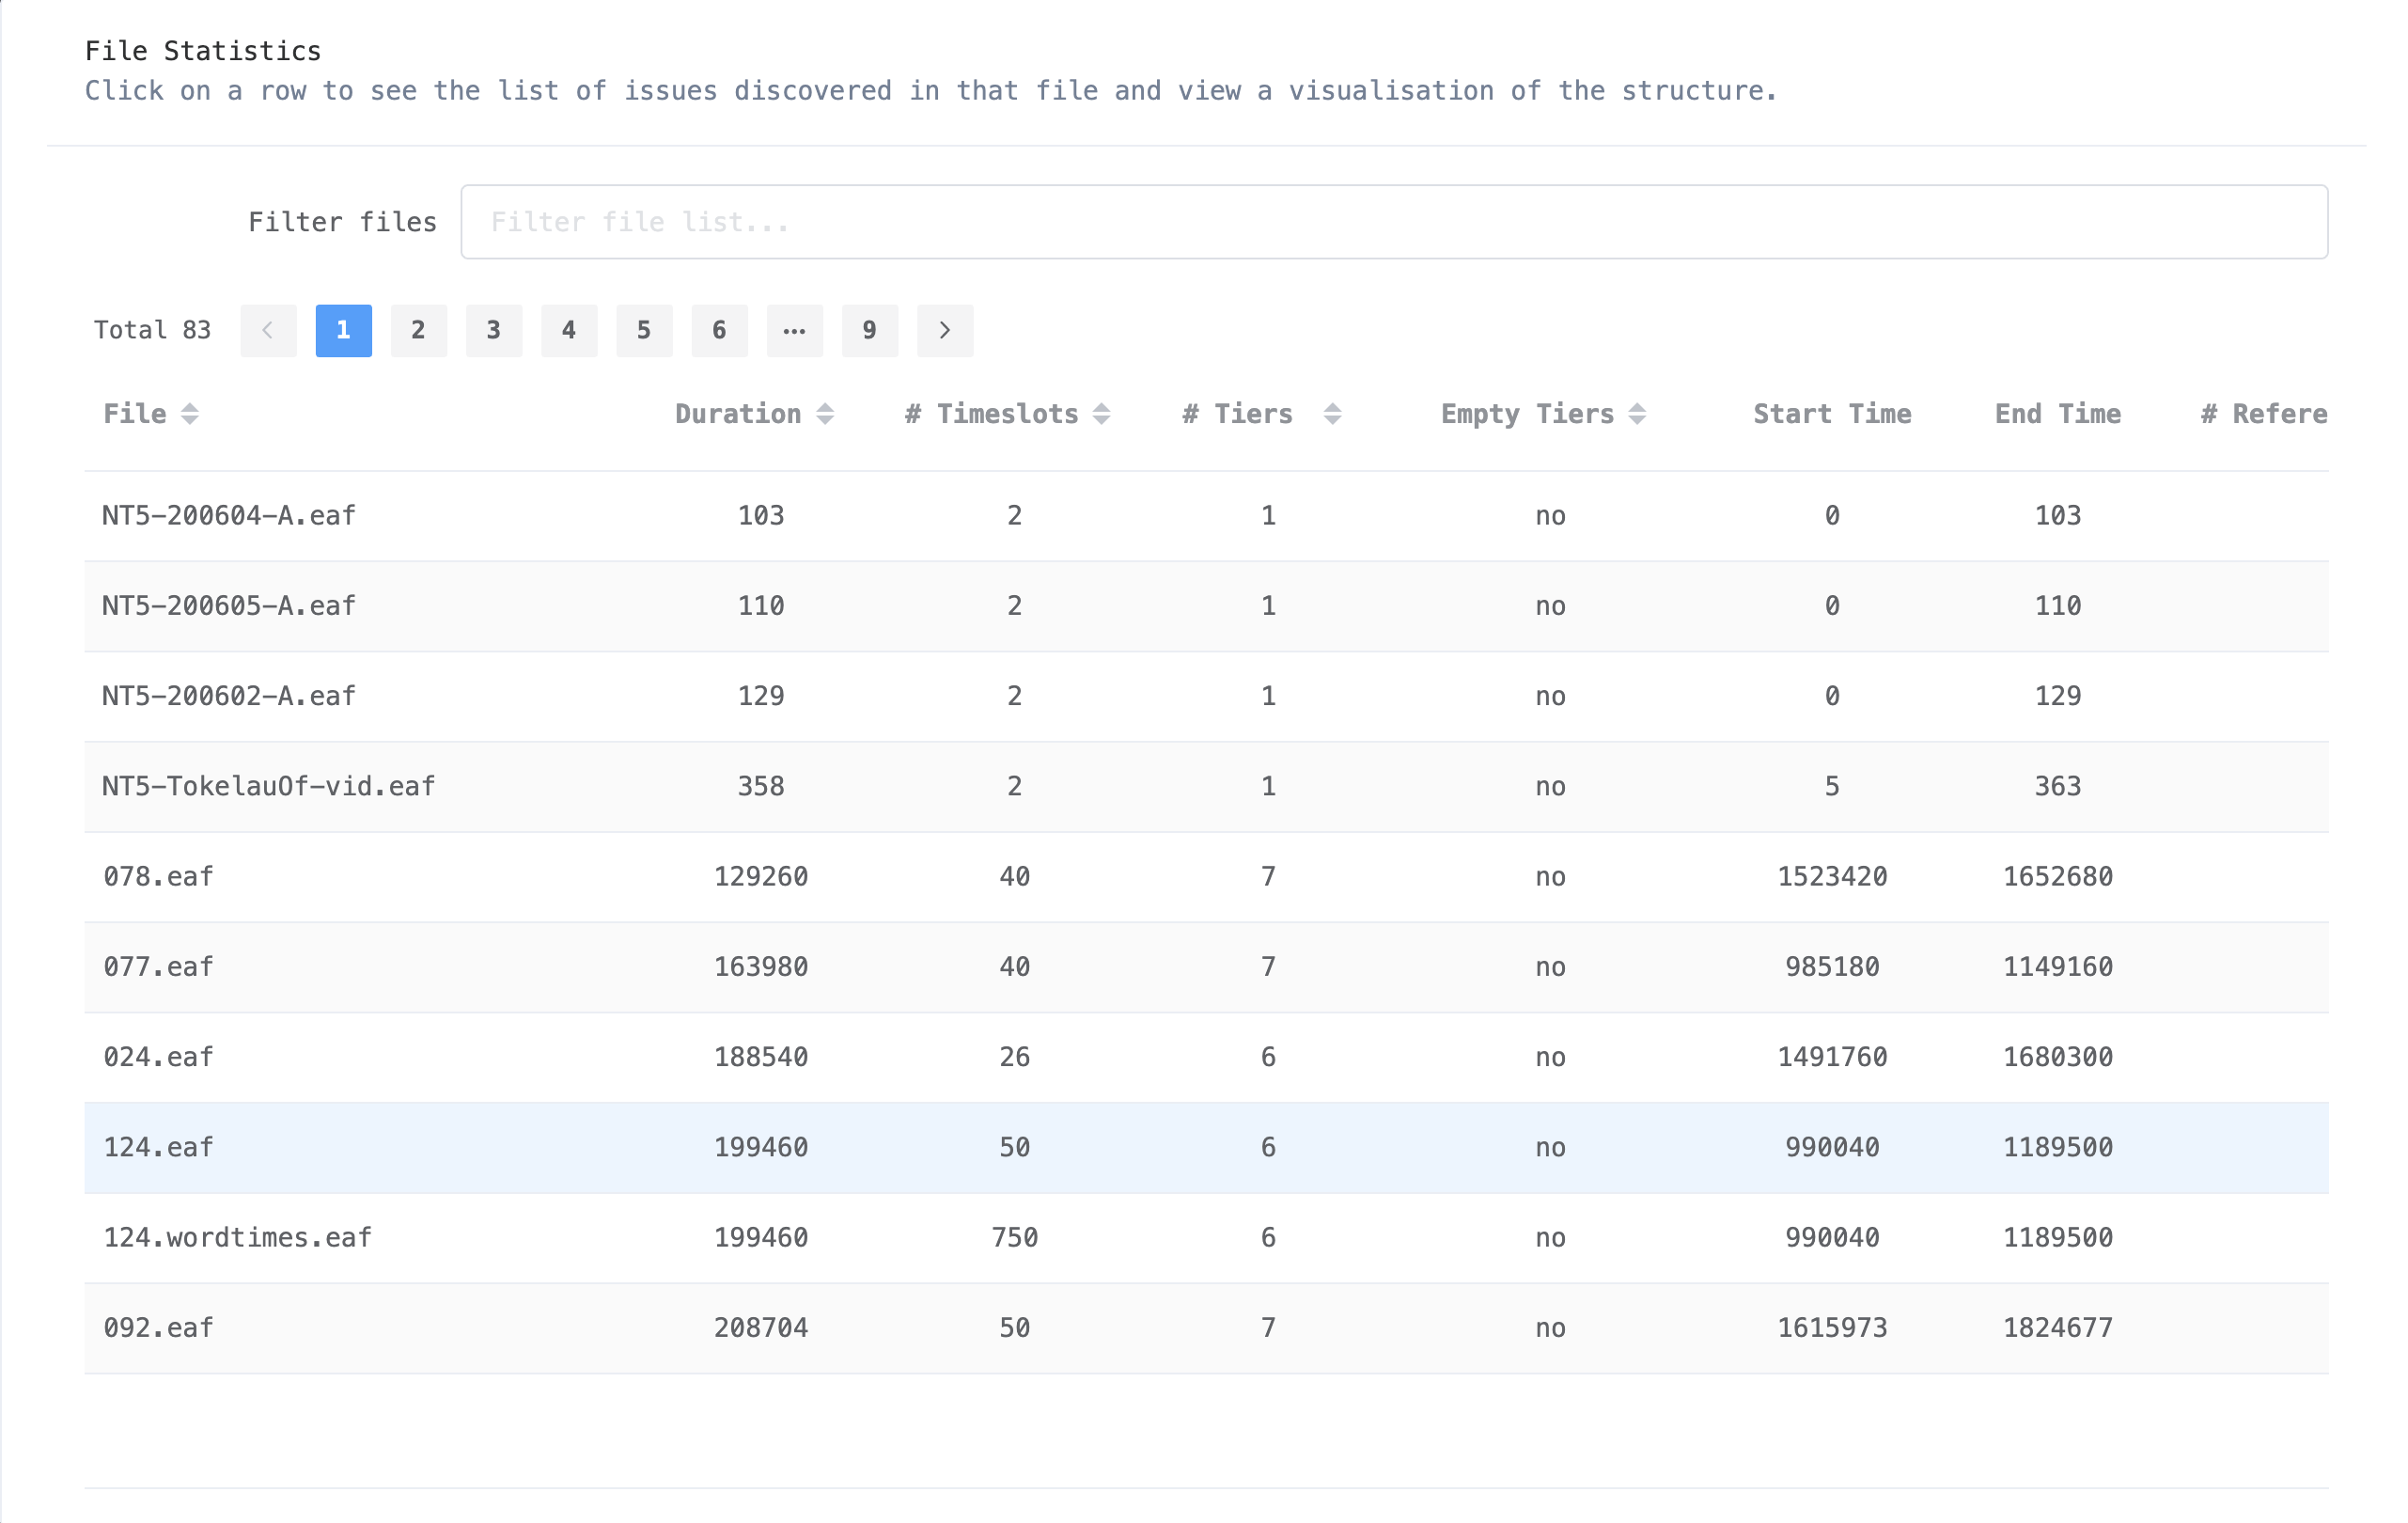 File Statistics
Click on a row to see the list of issues discovered in that file and view a visualisation of the structure.
Filter files Filter file list...
Total 83 < 1 2 3 4 5 6 ... 9 >
File Duration # Timeslots # Tiers Empty Tiers Start Time End Time # Refere
NT5-200604-A.eaf 103 2 1 no 0 103
NT5-200605-A.eaf 110 2 1 no 0 110
NT5-200602-A.eaf 129 2 1 no 0 129
NT5-TokelauOf-vid.eaf 358 2 1 no 5 363
078.eaf 129260 40 7 no 1523420 1652680
077.eaf 163980 40 7 no 985180 1149160
024.eaf 188540 26 6 no 1491760 1680300
124.eaf 199460 50 6 no 990040 1189500
124.wordtimes.eaf 199460 750 6 no 990040 1189500
092.eaf 208704 50 7 no 1615973 1824677